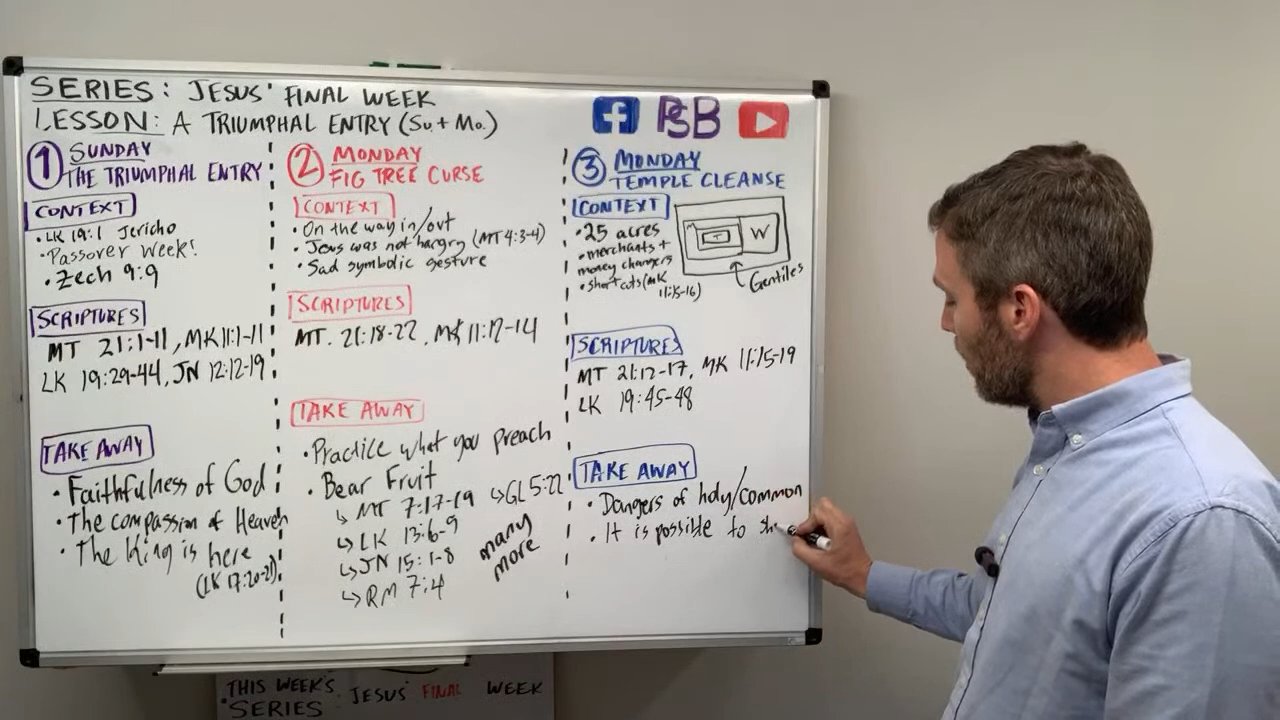 SERIES: JESUS' FINAL WEEK
LESSON: A TRIUMPHAL ENTRY (Su. + Mo.)
f PSB
1 SUNDAY
THE TRIUMPHAL ENTRY
CONTEXT
• LK 19:1 Jericho
• Passover Week!
• Zech 9:9
SCRIPTURES
MT 21:1-11, MK 11:1-11
LK 19:29-44, JN 12:12-19
TAKE AWAY
• Faithfulness of God
• The compassion of Heaven
• The King is here
(LK 17:20-21)
2 MONDAY
FIG TREE CURSE
CONTEXT
• On the way in/out
• Jesus was not hangry (MT 4:3-4)
• Sad symbolic gesture
SCRIPTURES
MT. 21:18-22, MK 11:12-14
TAKE AWAY
• Practice what you preach
• Bear Fruit
↳ MT 7:17-19 ↳ GL 5:22
↳ LK 13:6-9
↳ JN 15:1-8
↳ RM 7:4
many
more
3 MONDAY
TEMPLE CLEANSE
CONTEXT
• 25 acres
• merchants +
money changers
• shortcuts (MK
11:15-16)
M
W
Gentiles
SCRIPTURES
MT 21:12-17, MK 11:15-19
LK 19:45-48
TAKE AWAY
• Dangers of holy/common
• It is possible to sh
THIS WEEK'S
SERIES
JESUS' FINAL WEEK